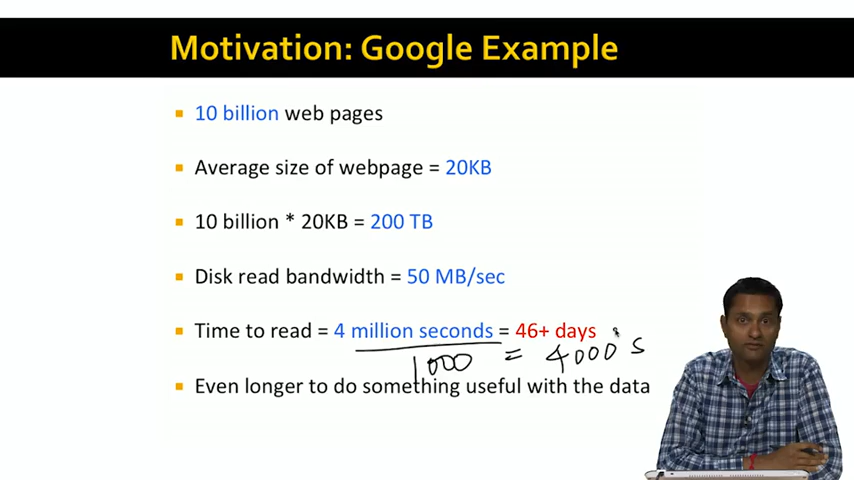 Motivation: Google Example
10 billion web pages
Average size of webpage = 20KB
10 billion * 20KB = 200 TB
Disk read bandwidth = 50 MB/sec
Time to read = 4 million seconds = 46+ days
1000 = 4000 s
Even longer to do something useful with the data